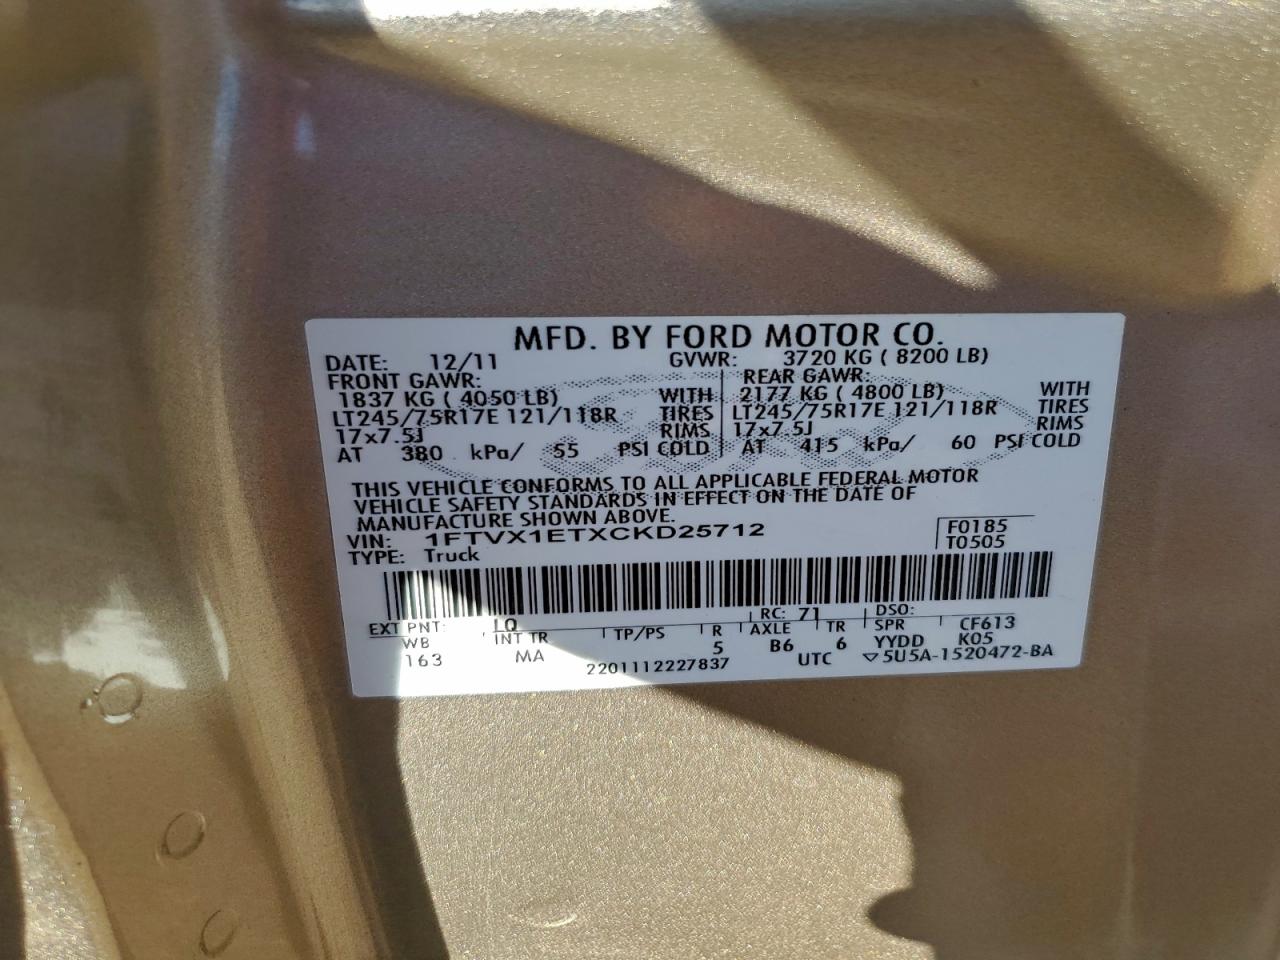 MFD. BY FORD MOTOR CO.
DATE: 12/11 GVWR: 3720 KG ( 8200 LB)
FRONT GAWR: REAR GAWR:
1837 KG ( 4050 LB) WITH 2177 KG ( 4800 LB) WITH
LT245/75R17E 121/118R TIRES LT245/75R17E 121/118R TIRES
17x7.5J RIMS 17x7.5J RIMS
AT 380 kPa/ 55 PSI COLD AT 415 kPa/ 60 PSI COLD
THIS VEHICLE CONFORMS TO ALL APPLICABLE FEDERAL MOTOR
VEHICLE SAFETY STANDARDS IN EFFECT ON THE DATE OF
MANUFACTURE SHOWN ABOVE.
VIN: 1FTVX1ETXCKD25712 F0185
TYPE: Truck T0505
EXT PNT: LQ RC: 71 DSO:
WB INT TR TP/PS R AXLE TR SPR CF613
163 MA 5 B6 6 YYDD K05
2201112227837 UTC ▽5U5A-1520472-BA